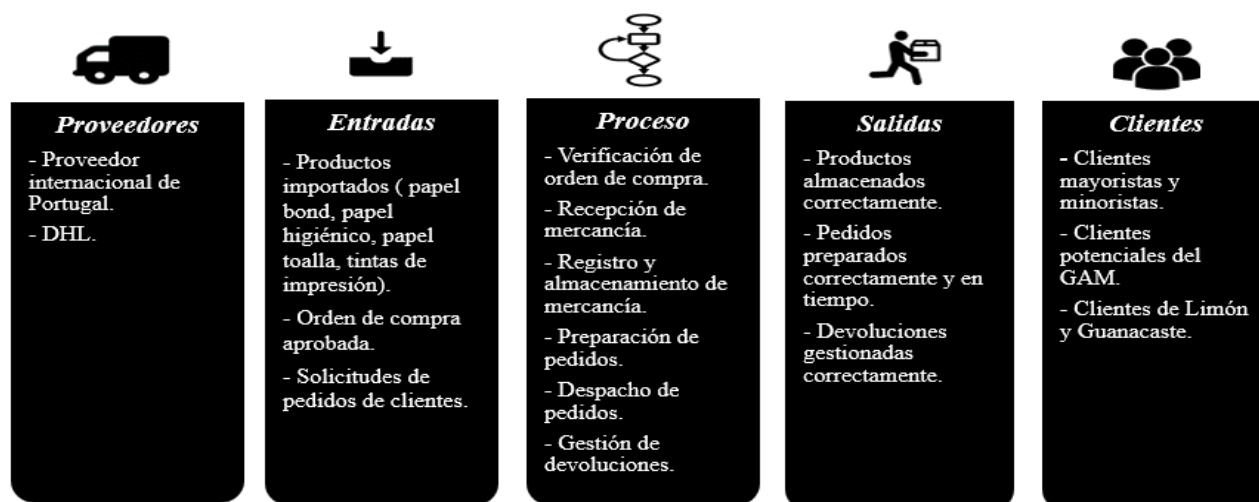 Proveedores
- Proveedor
internacional de
Portugal.
- DHL.
Entradas
- Productos
importados ( papel
bond, papel
higiénico, papel
toalla, tintas de
impresión).
- Orden de compra
aprobada.
- Solicitudes de
pedidos de clientes.
Proceso
- Verificación de
orden de compra.
- Recepción de
mercancía.
- Registro y
almacenamiento de
mercancía.
- Preparación de
pedidos.
- Despacho de
pedidos.
- Gestión de
devoluciones.
Salidas
- Productos
almacenados
correctamente.
- Pedidos
preparados
correctamente y en
tiempo.
- Devoluciones
gestionadas
correctamente.
Clientes
- Clientes
mayoristas y
minoristas.
- Clientes
potenciales del
GAM.
- Clientes de Limón
y Guanacaste.